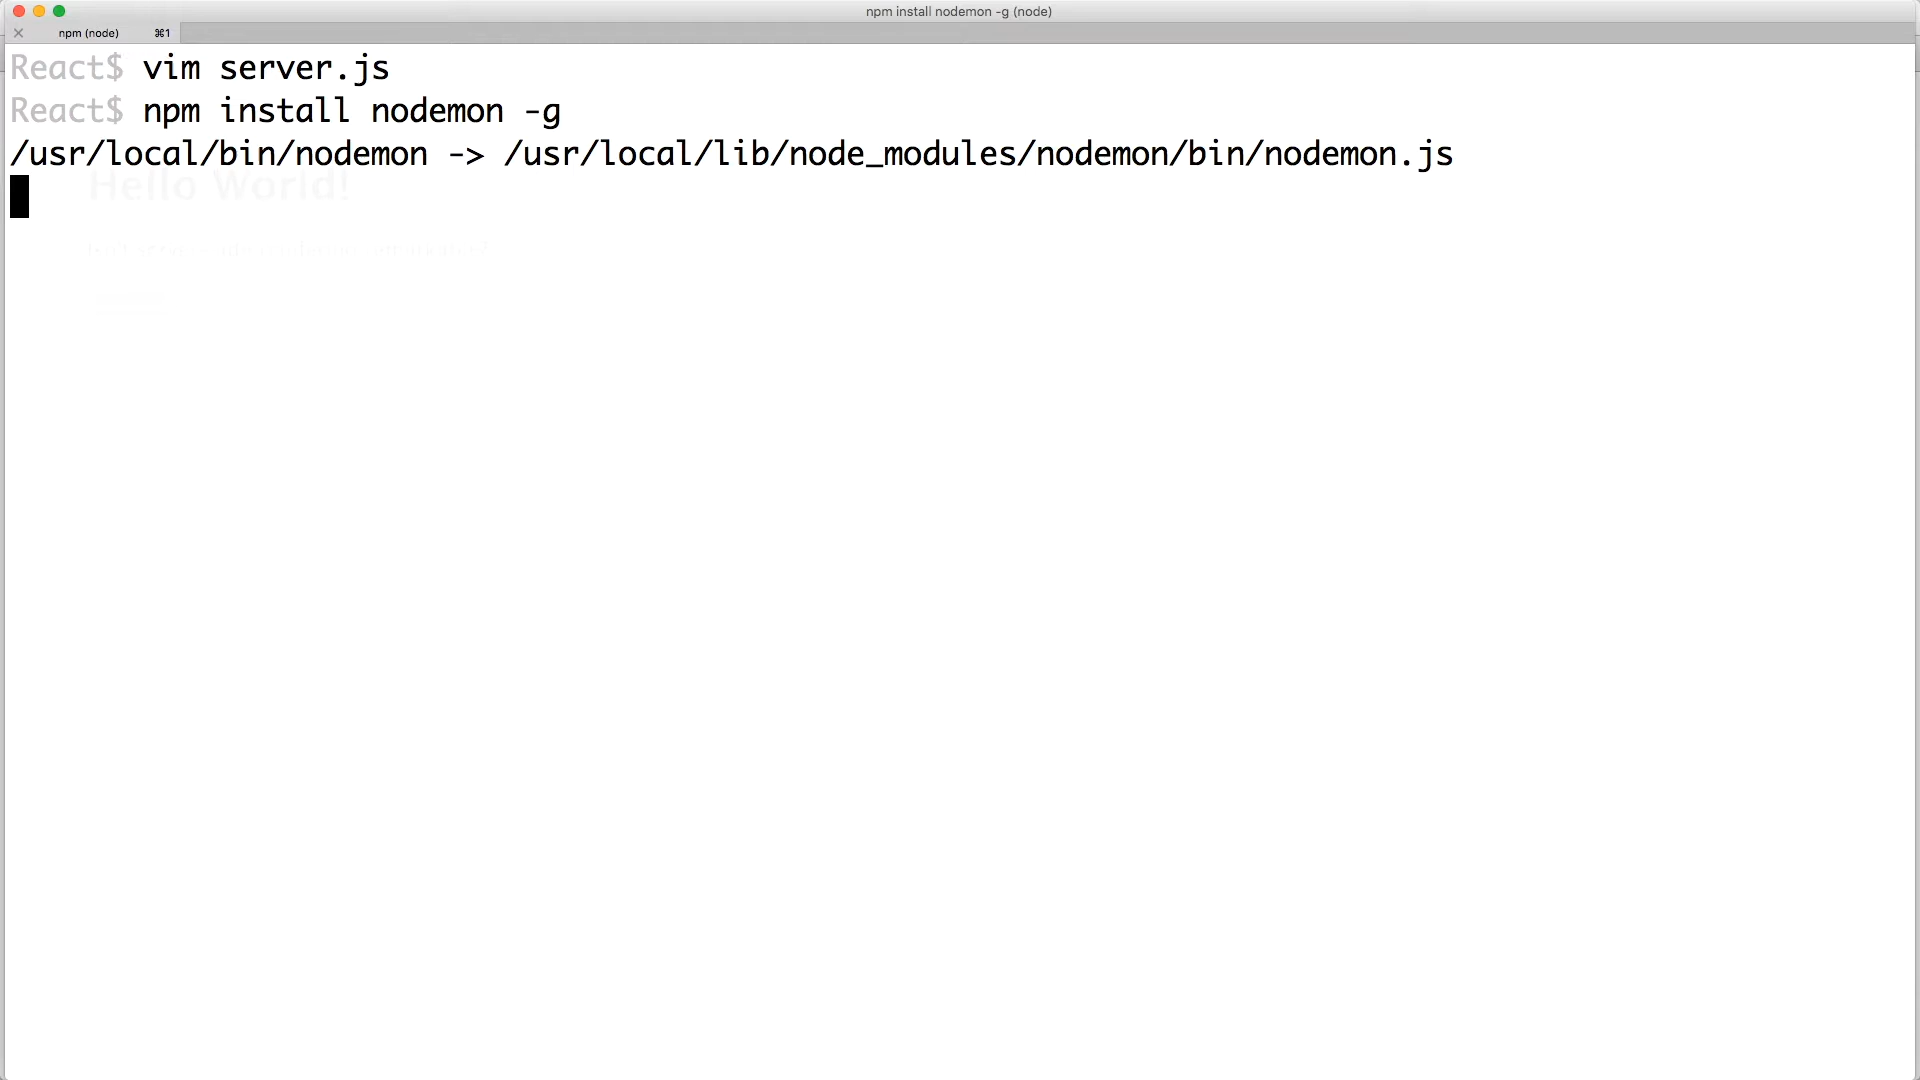 npm install nodemon -g (node)
npm (node) ⌘1
React$ vim server.js
React$ npm install nodemon -g
/usr/local/bin/nodemon -> /usr/local/lib/node_modules/nodemon/bin/nodemon.js
Hello World!